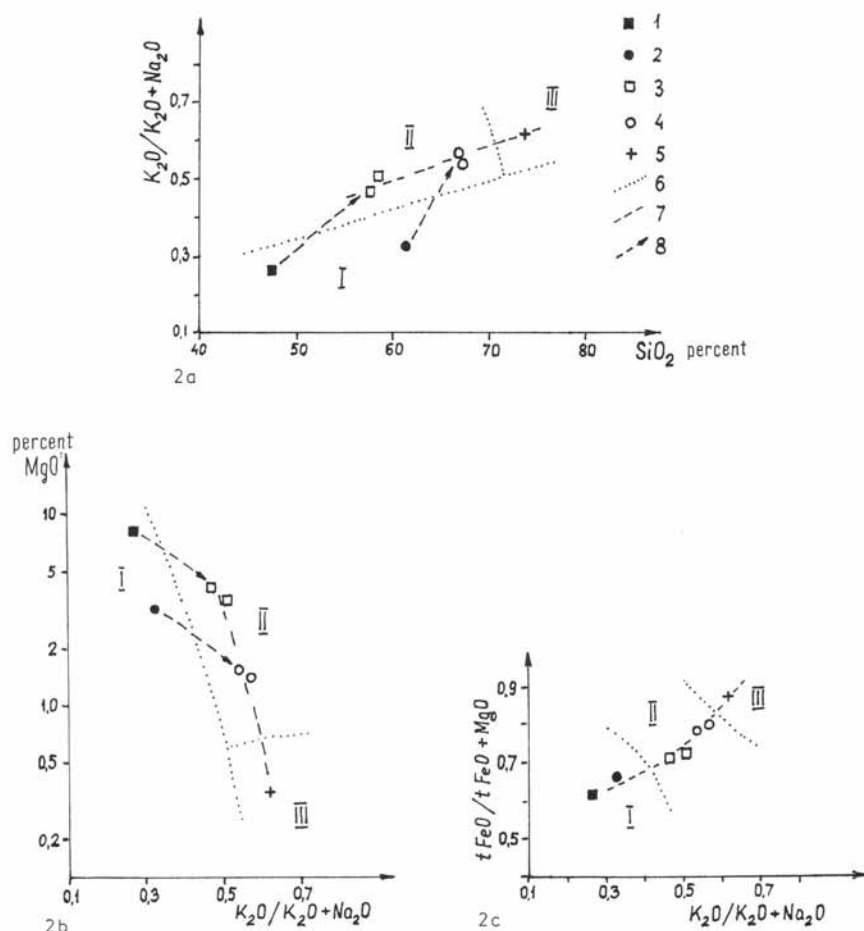 K₂O/K₂O+Na₂O
0,7
0,5
0,3
0,1
40
50
60
70
80
SiO₂ percent
I
II
III
2a
1
2
3
4
5
6
7
8
percent
MgO
10
5
2
1,0
0,5
0,2
I
II
III
0,1
0,3
0,5
0,7
K₂O/K₂O+Na₂O
2b
tFeO/tFeO+MgO
0,9
0,7
0,5
I
II
III
0,1
0,3
0,5
0,7
K₂O/K₂O+Na₂O
2c